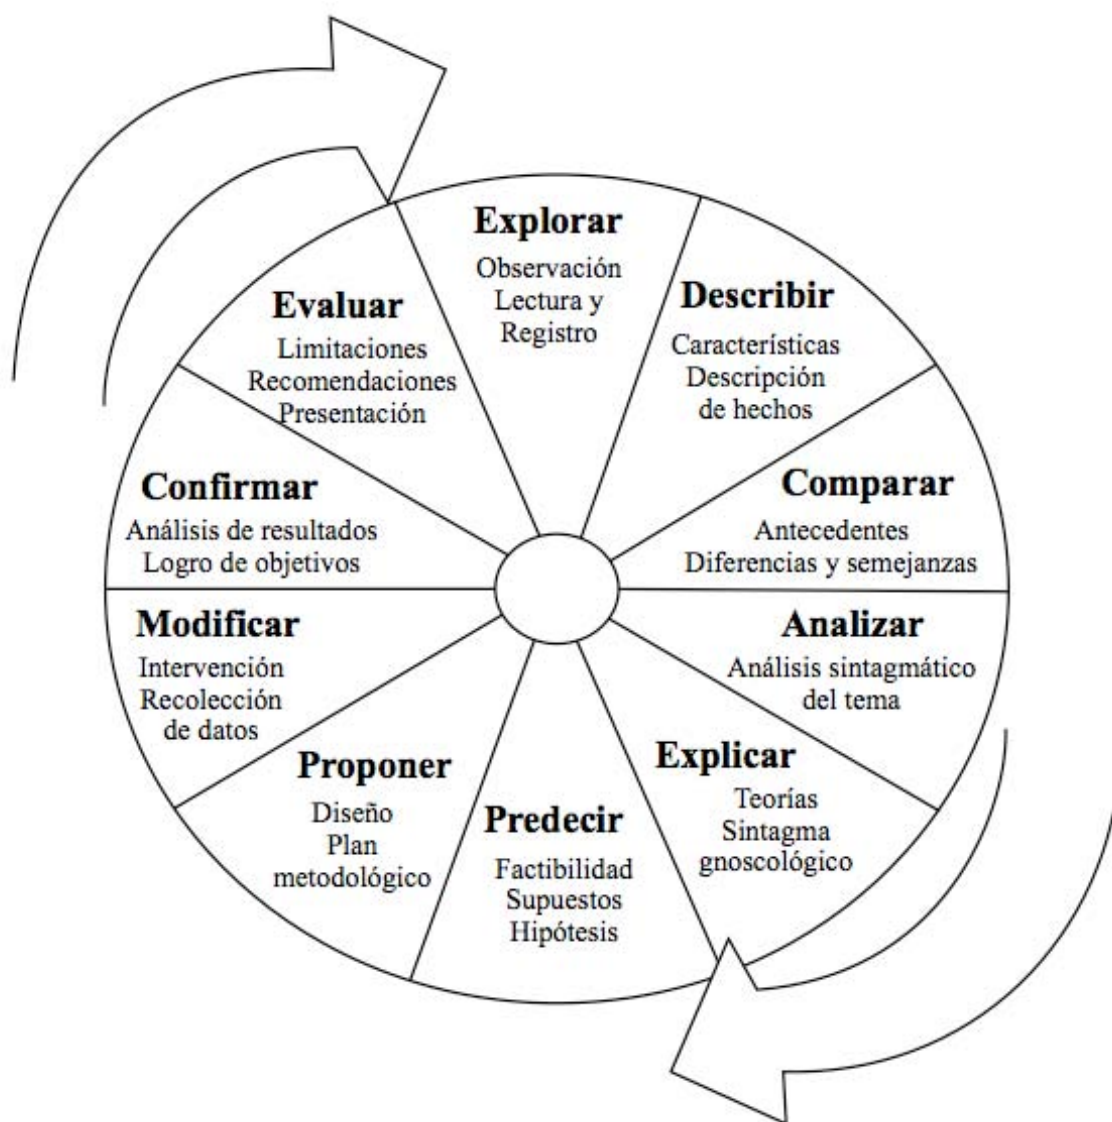 Explorar
Observación
Lectura y
Registro
Describir
Características
Descripción
de hechos
Comparar
Antecedentes
Diferencias y semejanzas
Analizar
Análisis sintagmático
del tema
Explicar
Teorías
Sintagma
gnoscológico
Predecir
Factibilidad
Supuestos
Hipótesis
Proponer
Diseño
Plan
metodológico
Modificar
Intervención
Recolección
de datos
Confirmar
Análisis de resultados
Logro de objetivos
Evaluar
Limitaciones
Recomendaciones
Presentación